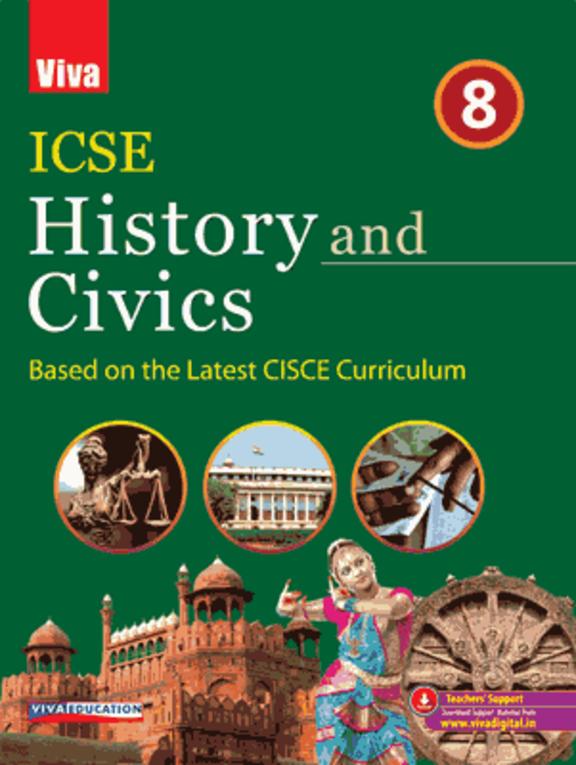 Viva
8
ICSE
History and
Civics
Based on the Latest CISCE Curriculum
VIVA EDUCATION
Teachers' Support
www.vivadigital.in